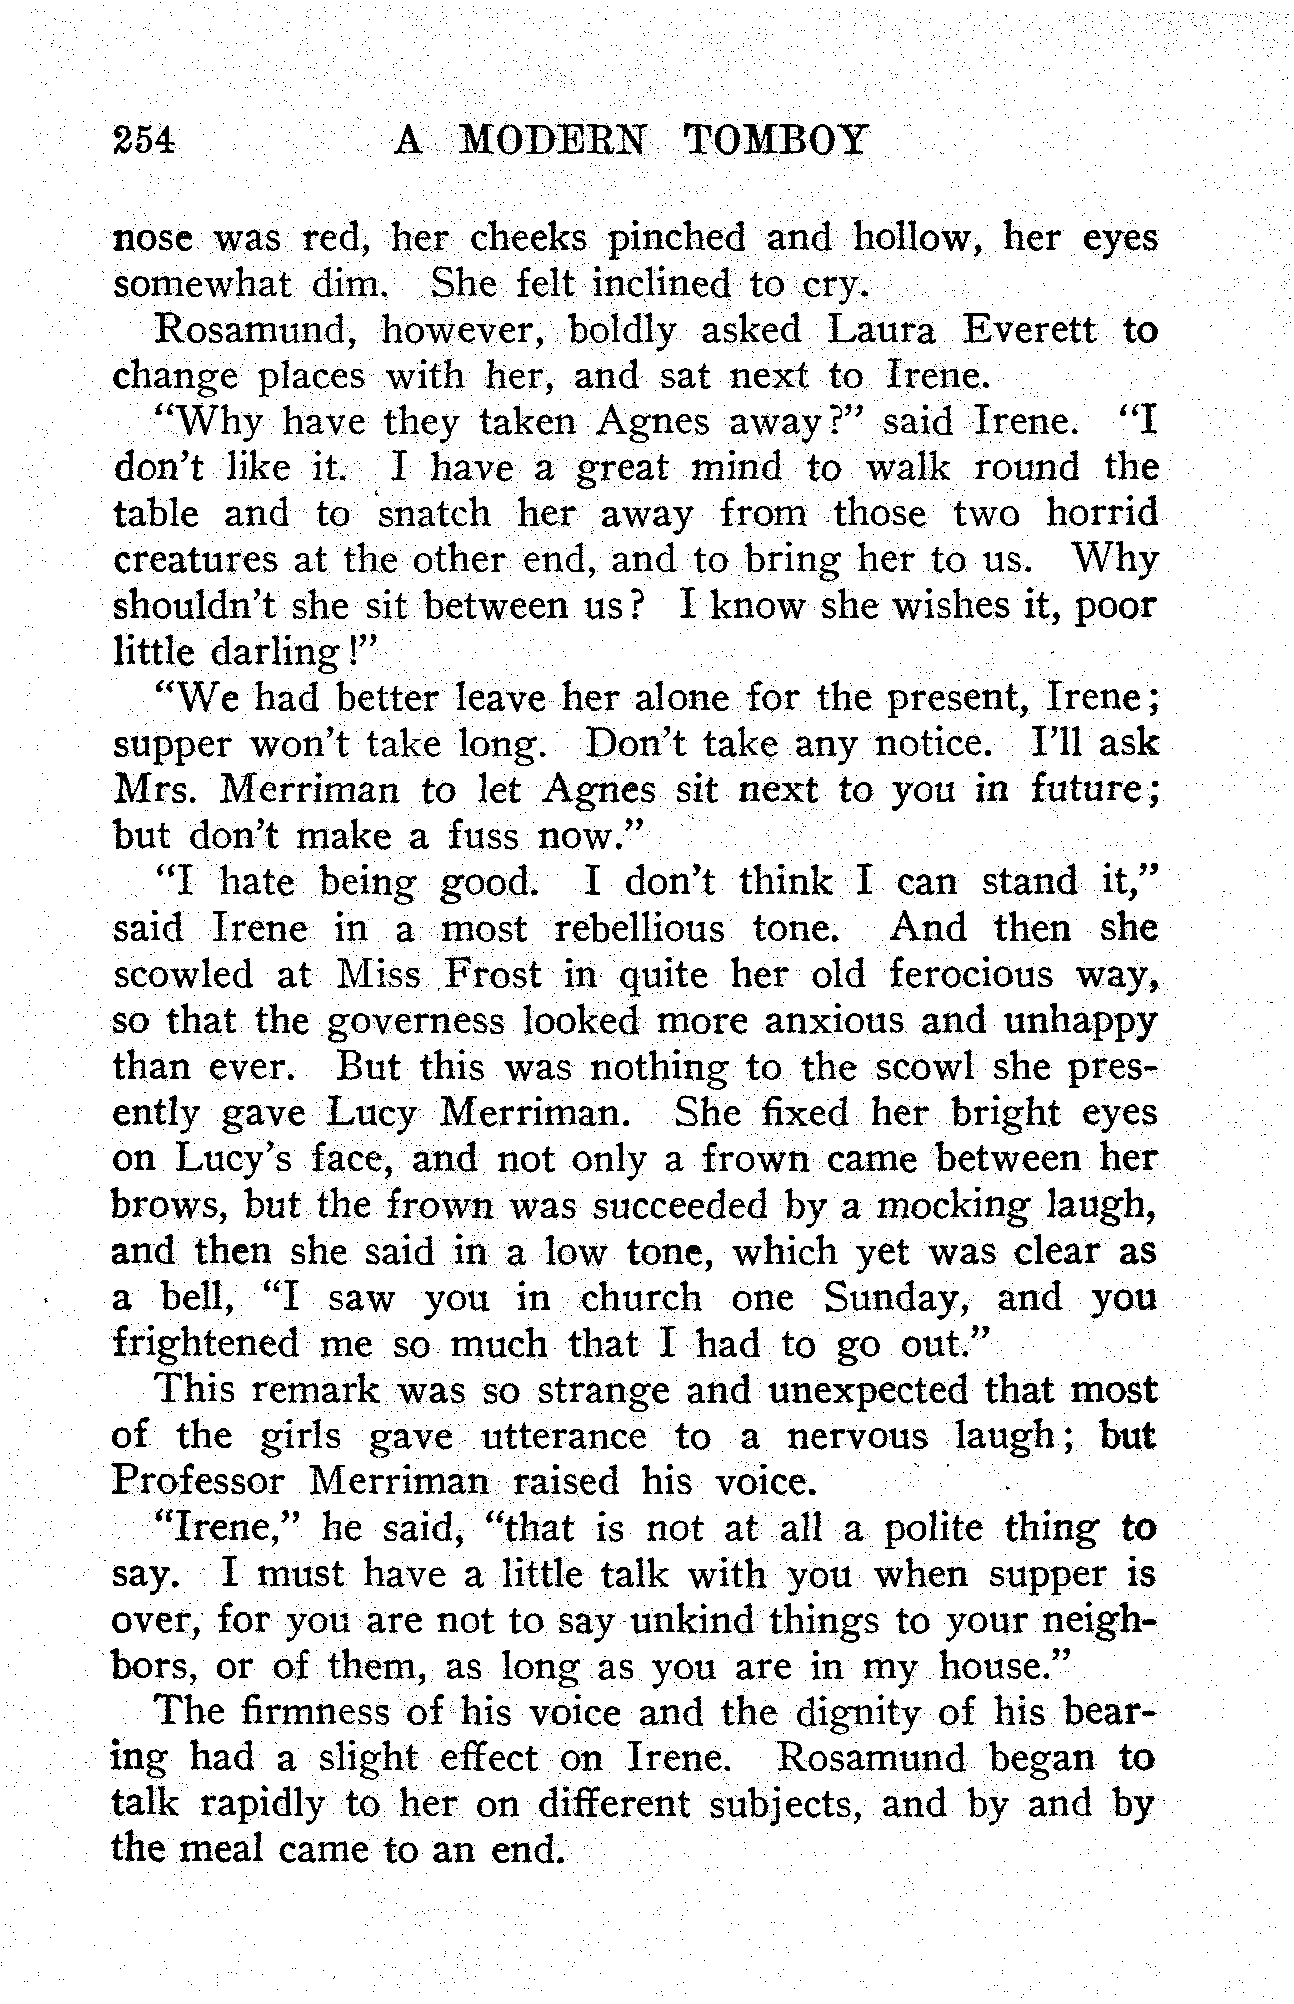 254 A MODERN TOMBOY
nose was red, her cheeks pinched and hollow, her eyes
somewhat dim. She felt inclined to cry.
Rosamund, however, boldly asked Laura Everett to
change places with her, and sat next to Irene.
“Why have they taken Agnes away?” said Irene. “I
don't like it. I have a great mind to walk round the
table and to snatch her away from those two horrid
creatures at the other end, and to bring her to us. Why
shouldn't she sit between us? I know she wishes it, poor
little darling!”
“We had better leave her alone for the present, Irene;
supper won't take long. Don't take any notice. I'll ask
Mrs. Merriman to let Agnes sit next to you in future;
but don't make a fuss now.”
“I hate being good. I don't think I can stand it,”
said Irene in a most rebellious tone. And then she
scowled at Miss Frost in quite her old ferocious way,
so that the governess looked more anxious and unhappy
than ever. But this was nothing to the scowl she pres-
ently gave Lucy Merriman. She fixed her bright eyes
on Lucy's face, and not only a frown came between her
brows, but the frown was succeeded by a mocking laugh,
and then she said in a low tone, which yet was clear as
a bell, “I saw you in church one Sunday, and you
frightened me so much that I had to go out.”
This remark was so strange and unexpected that most
of the girls gave utterance to a nervous laugh; but
Professor Merriman raised his voice.
“Irene,” he said, “that is not at all a polite thing to
say. I must have a little talk with you when supper is
over, for you are not to say unkind things to your neigh-
bors, or of them, as long as you are in my house.”
The firmness of his voice and the dignity of his bear-
ing had a slight effect on Irene. Rosamund began to
talk rapidly to her on different subjects, and by and by
the meal came to an end.